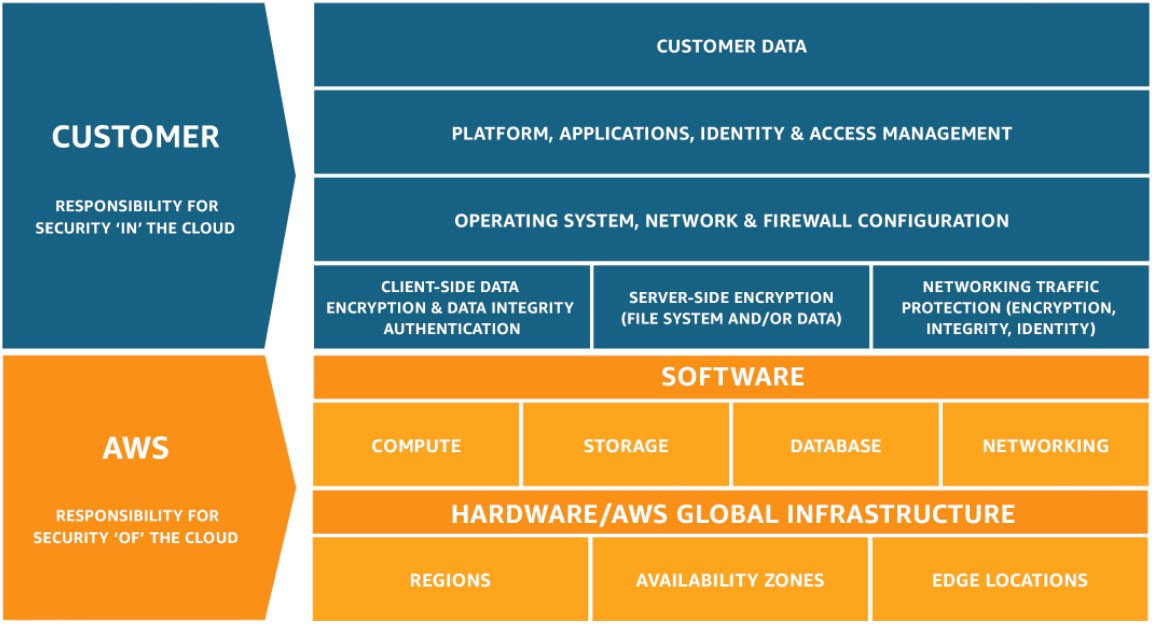 CUSTOMER
RESPONSIBILITY FOR
SECURITY ‘IN’ THE CLOUD
CUSTOMER DATA
PLATFORM, APPLICATIONS, IDENTITY & ACCESS MANAGEMENT
OPERATING SYSTEM, NETWORK & FIREWALL CONFIGURATION
CLIENT-SIDE DATA
ENCRYPTION & DATA INTEGRITY
AUTHENTICATION
SERVER-SIDE ENCRYPTION
(FILE SYSTEM AND/OR DATA)
NETWORKING TRAFFIC
PROTECTION (ENCRYPTION,
INTEGRITY, IDENTITY)
AWS
RESPONSIBILITY FOR
SECURITY ‘OF’ THE CLOUD
SOFTWARE
COMPUTE
STORAGE
DATABASE
NETWORKING
HARDWARE/AWS GLOBAL INFRASTRUCTURE
REGIONS
AVAILABILITY ZONES
EDGE LOCATIONS